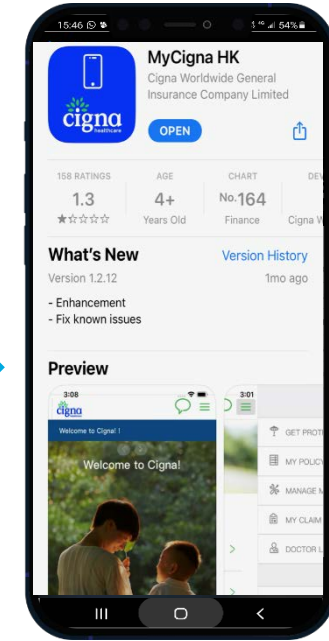 15:46 54%
MyCigna HK
Cigna Worldwide General
Insurance Company Limited
cigna
healthcare
OPEN
158 RATINGS AGE CHART DEV
1.3 4+ No.164
Years Old Finance Cigna W
What's New Version History
Version 1.2.12 1mo ago
- Enhancement
- Fix known issues
Preview
3:08 3:01
cigna
Welcome to Cigna! !
Welcome to Cigna!
GET PROT
MY POLICY
MANAGE M
MY CLAIM
DOCTOR L